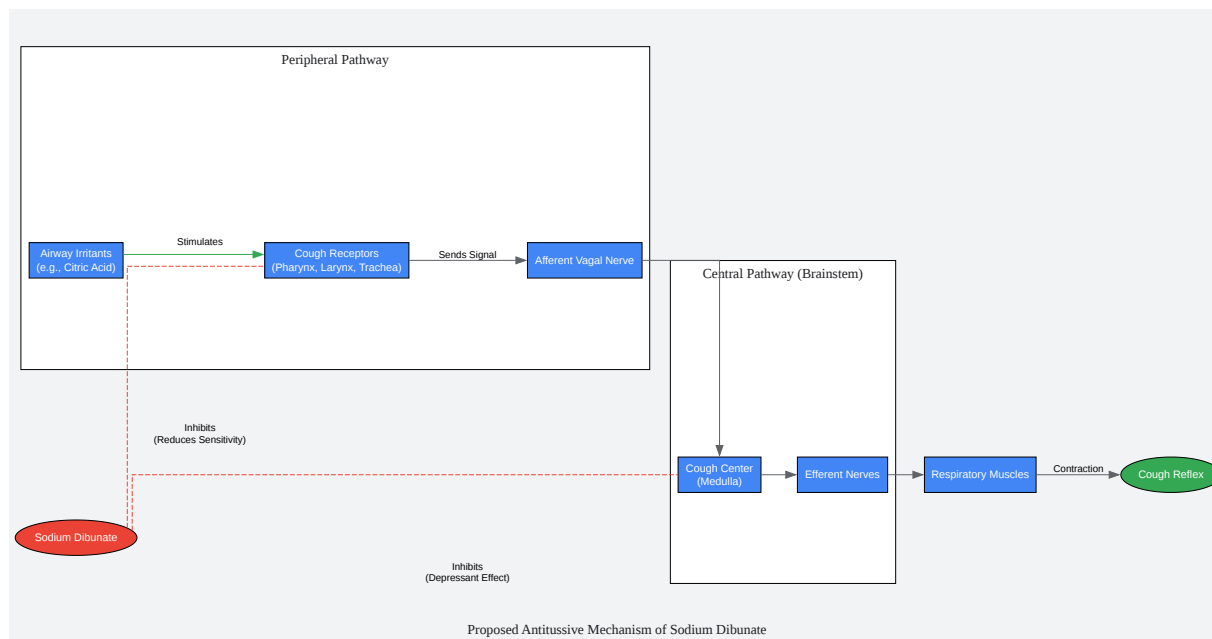 Peripheral Pathway
Airway Irritants
(e.g., Citric Acid)
Stimulates
Cough Receptors
(Pharynx, Larynx, Trachea)
Sends Signal
Afferent Vagal Nerve
Central Pathway (Brainstem)
Inhibits
(Reduces Sensitivity)
Cough Center
(Medulla)
Efferent Nerves
Respiratory Muscles
Contraction
Cough Reflex
Sodium Dibunate
Inhibits
(Depressant Effect)
Proposed Antitussive Mechanism of Sodium Dibunate